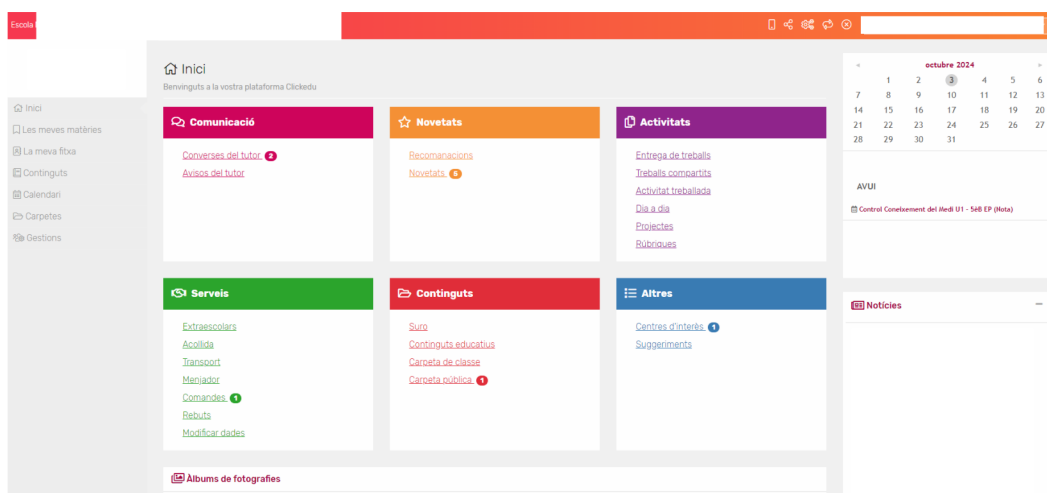 Escola
Inici
Benvinguts a la vostra plataforma Clickedu
Inici
Les meves matèries
La meva fitxa
Continguts
Calendari
Carpetes
Gestions
Comunicació
Converses del tutor 2
Avisos del tutor
Novetats
Recomanacions
Novetats 5
Activitats
Entrega de treballs
Treballs compartits
Activitat treballada
Dia a dia
Projectes
Rúbriques
Serveis
Extraescolars
Acollida
Transport
Menjador
Comandes 1
Rebuts
Modificar dades
Continguts
Suro
Continguts educatius
Carpeta de classe
Carpeta pública 1
Altres
Centres d'interès 1
Suggeriments
Àlbums de fotografies
« octubre 2024 »
1 2 3 4 5 6
7 8 9 10 11 12 13
14 15 16 17 18 19 20
21 22 23 24 25 26 27
28 29 30 31
AVUI
Control Coneixement del Medi U1 - 5èB EP (Nota)
Notícies